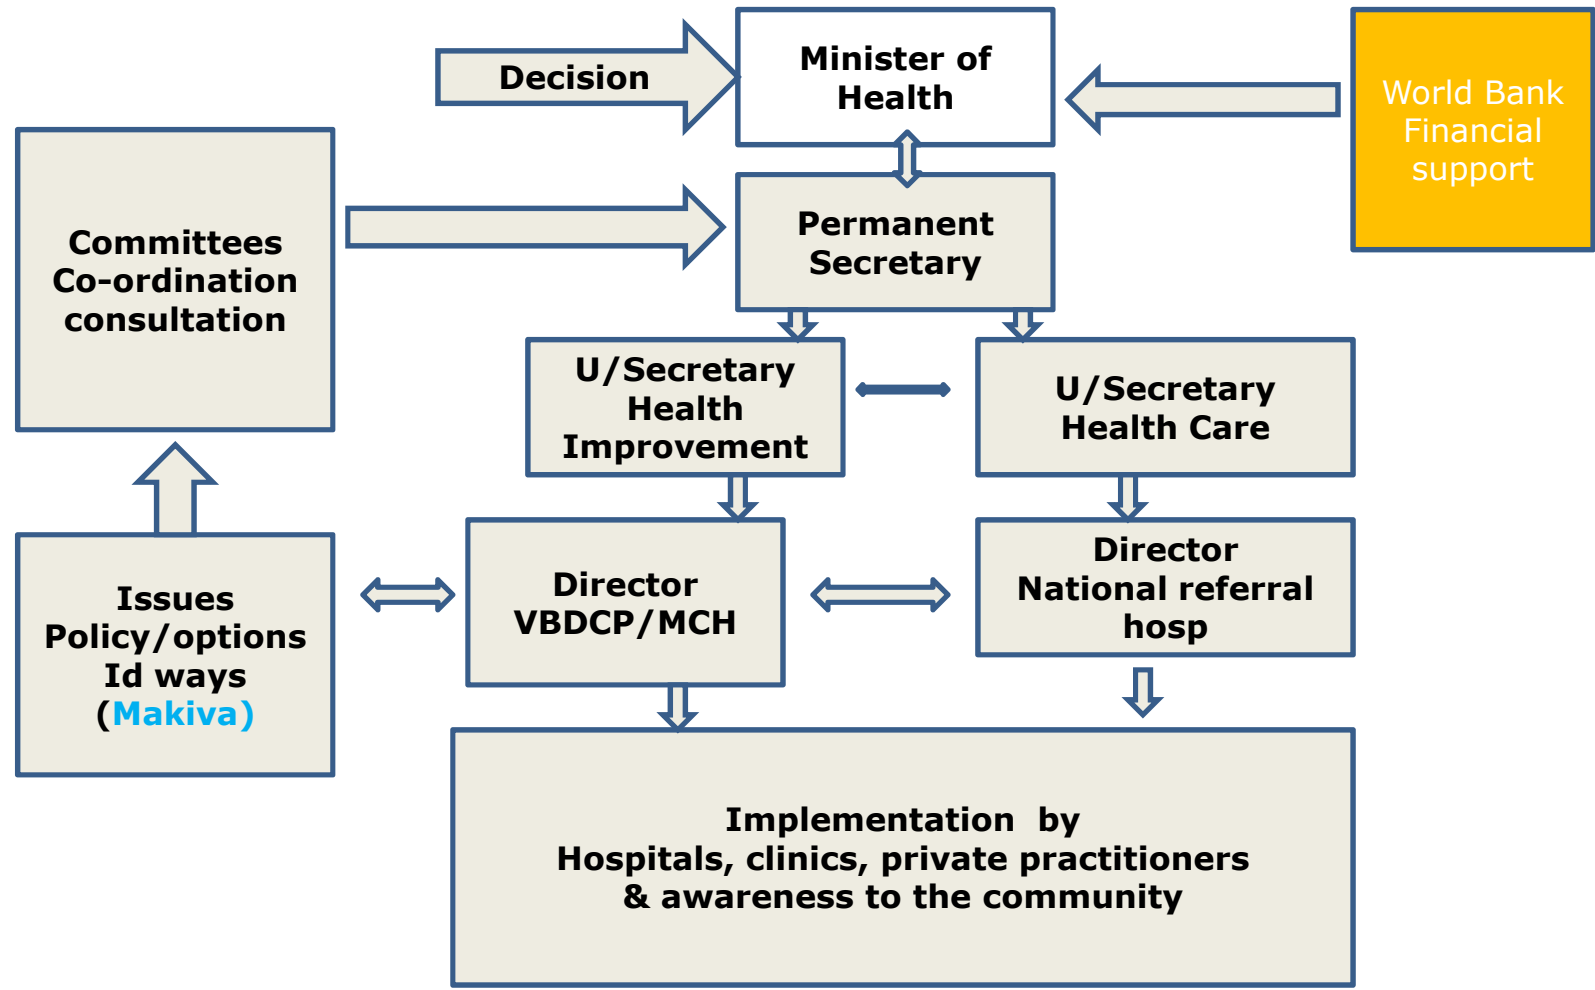 Decision
Minister of
Health
World Bank
Financial
support
Committees
Co-ordination
consultation
Permanent
Secretary
U/Secretary
Health
Improvement
U/Secretary
Health Care
Issues
Policy/options
Id ways
(Makiva)
Director
VBDCP/MCH
Director
National referral
hosp
Implementation  by
Hospitals, clinics, private practitioners
& awareness to the community